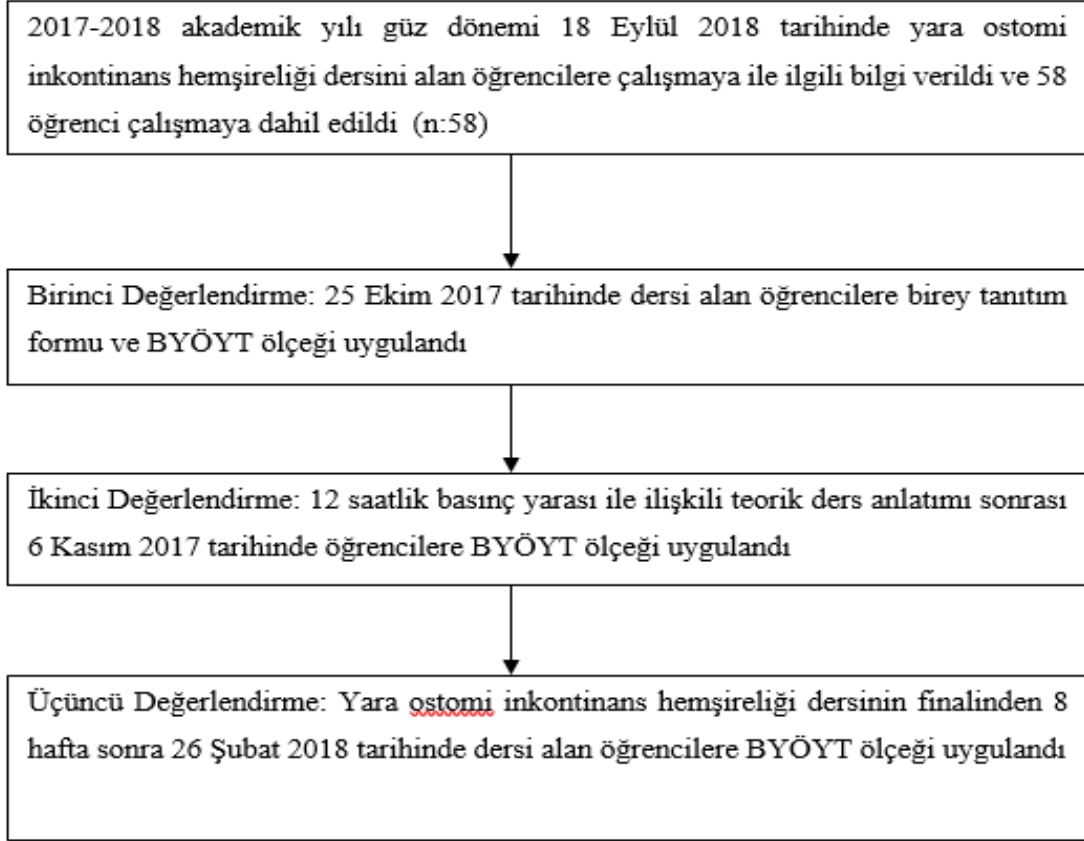 2017-2018 akademik yılı güz dönemi 18 Eylül 2018 tarihinde yara ostomi
inkontinans hemşireliği dersini alan öğrencilere çalışmaya ile ilgili bilgi verildi ve 58
öğrenci çalışmaya dahil edildi (n:58)
Birinci Değerlendirme: 25 Ekim 2017 tarihinde dersi alan öğrencilere birey tanıtım
formu ve BYÖYT ölçeği uygulandı
İkinci Değerlendirme: 12 saatlik basınç yarası ile ilişkili teorik ders anlatımı sonrası
6 Kasım 2017 tarihinde öğrencilere BYÖYT ölçeği uygulandı
Üçüncü Değerlendirme: Yara ostomi inkontinans hemşireliği dersinin finalinden 8
hafta sonra 26 Şubat 2018 tarihinde dersi alan öğrencilere BYÖYT ölçeği uygulandı